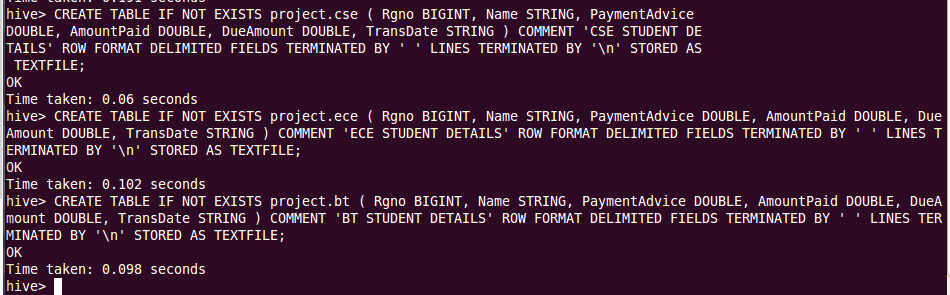 hive> CREATE TABLE IF NOT EXISTS project.cse ( Rgno BIGINT, Name STRING, PaymentAdvice
DOUBLE, AmountPaid DOUBLE, DueAmount DOUBLE, TransDate STRING ) COMMENT 'CSE STUDENT DE
TAILS' ROW FORMAT DELIMITED FIELDS TERMINATED BY ' ' LINES TERMINATED BY '\n' STORED AS
 TEXTFILE;
OK
Time taken: 0.06 seconds
hive> CREATE TABLE IF NOT EXISTS project.ece ( Rgno BIGINT, Name STRING, PaymentAdvice DOUBLE, AmountPaid DOUBLE, Due
Amount DOUBLE, TransDate STRING ) COMMENT 'ECE STUDENT DETAILS' ROW FORMAT DELIMITED FIELDS TERMINATED BY ' ' LINES T
ERMINATED BY '\n' STORED AS TEXTFILE;
OK
Time taken: 0.102 seconds
hive> CREATE TABLE IF NOT EXISTS project.bt ( Rgno BIGINT, Name STRING, PaymentAdvice DOUBLE, AmountPaid DOUBLE, DueA
mount DOUBLE, TransDate STRING ) COMMENT 'BT STUDENT DETAILS' ROW FORMAT DELIMITED FIELDS TERMINATED BY ' ' LINES TER
MINATED BY '\n' STORED AS TEXTFILE;
OK
Time taken: 0.098 seconds
hive>